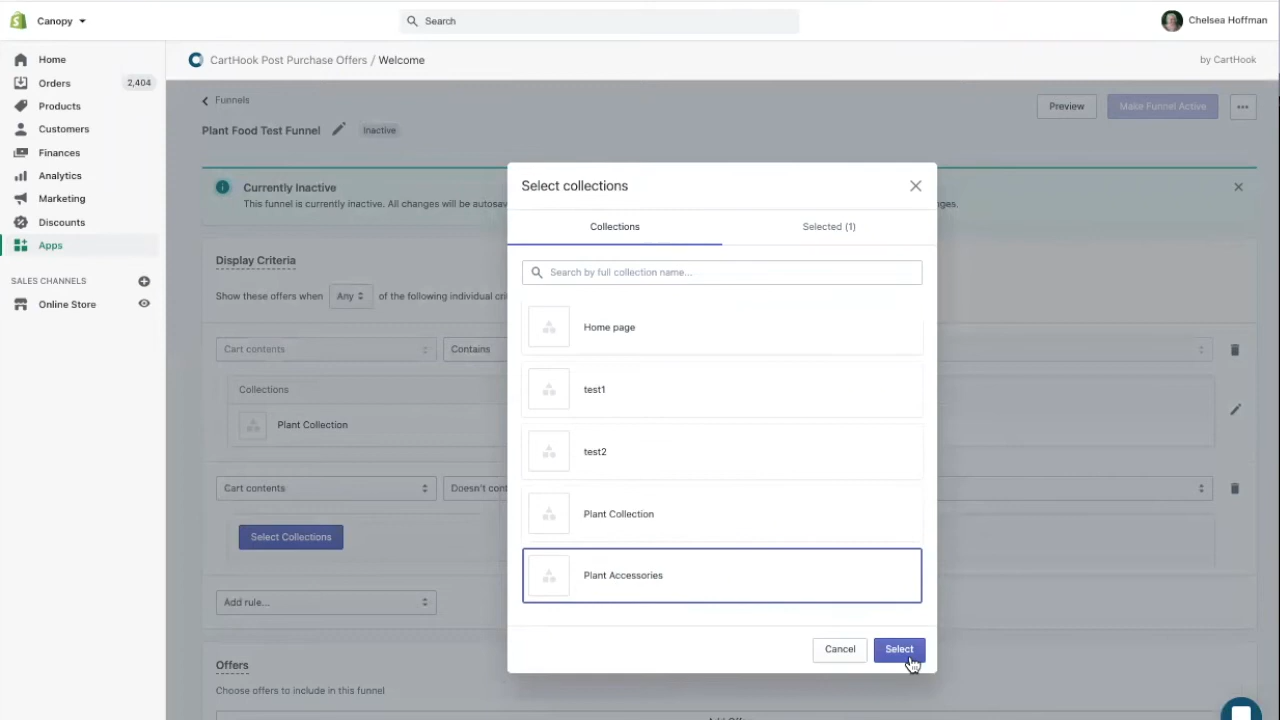 Canopy
Search
Chelsea Hoffman
Home
Orders
2,404
Products
Customers
Finances
Analytics
Marketing
Discounts
Apps
SALES CHANNELS
Online Store
CartHook Post Purchase Offers / Welcome
by CartHook
Funnels
Plant Food Test Funnel
Inactive
Preview
Make Funnel Active
Currently Inactive
This funnel is currently inactive. All changes will be autosav
ges.
Display Criteria
Show these offers when Any of the following individual cri
Cart contents
Contains
Collections
Plant Collection
Cart contents
Doesn't cont
Select Collections
Add rule...
Offers
Choose offers to include in this funnel
Select collections
Collections
Selected (1)
Search by full collection name...
Home page
test1
test2
Plant Collection
Plant Accessories
Cancel
Select